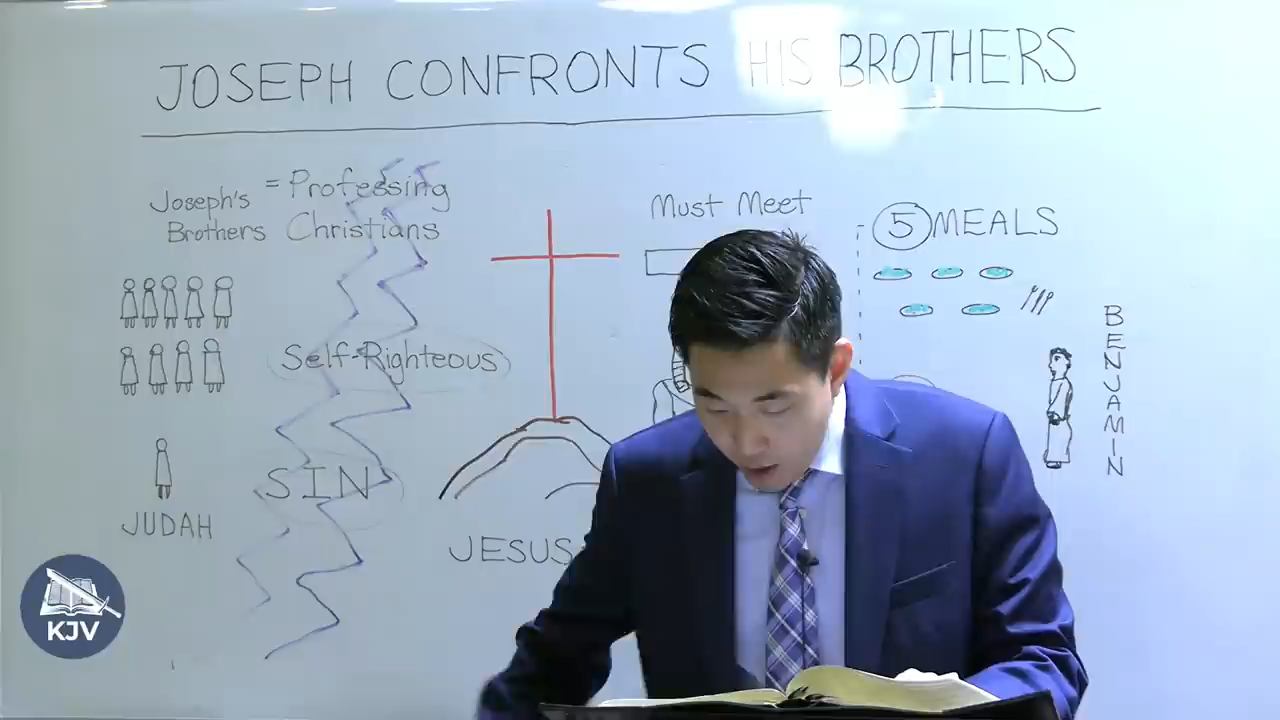 JOSEPH CONFRONTS HIS BROTHERS
Joseph's = Professing
Brothers Christians
Self-Righteous
SIN
JUDAH
JESUS
Must Meet
5 MEALS
BENJAMIN
KJV